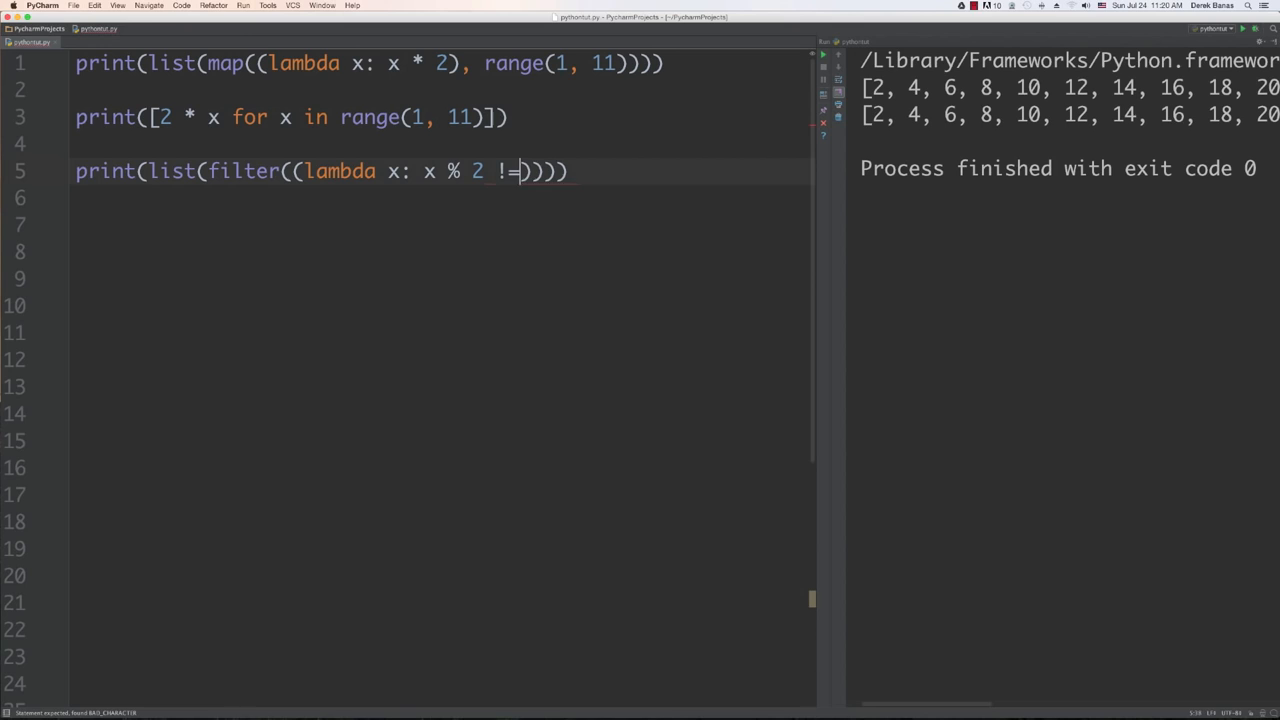 PyCharm File Edit View Navigate Code Refactor Run Tools VCS Window Help 10 Sun Jul 24 11:20 AM Derek Banas
pythontut.py - PycharmProjects - [~/PycharmProjects]
PycharmProjects pythontut.py pythontut
pythontut.py Run: pythontut
1 print(list(map((lambda x: x * 2), range(1, 11))))
2
3 print([2 * x for x in range(1, 11)])
4
5 print(list(filter((lambda x: x % 2 !=))))
6
7
8
9
10
11
12
13
14
15
16
17
18
19
20
21
22
23
24
/Library/Frameworks/Python.framewor
[2, 4, 6, 8, 10, 12, 14, 16, 18, 20
[2, 4, 6, 8, 10, 12, 14, 16, 18, 20
Process finished with exit code 0
Statement expected, found BAD_CHARACTER 5:38 LF÷ UTF-8÷